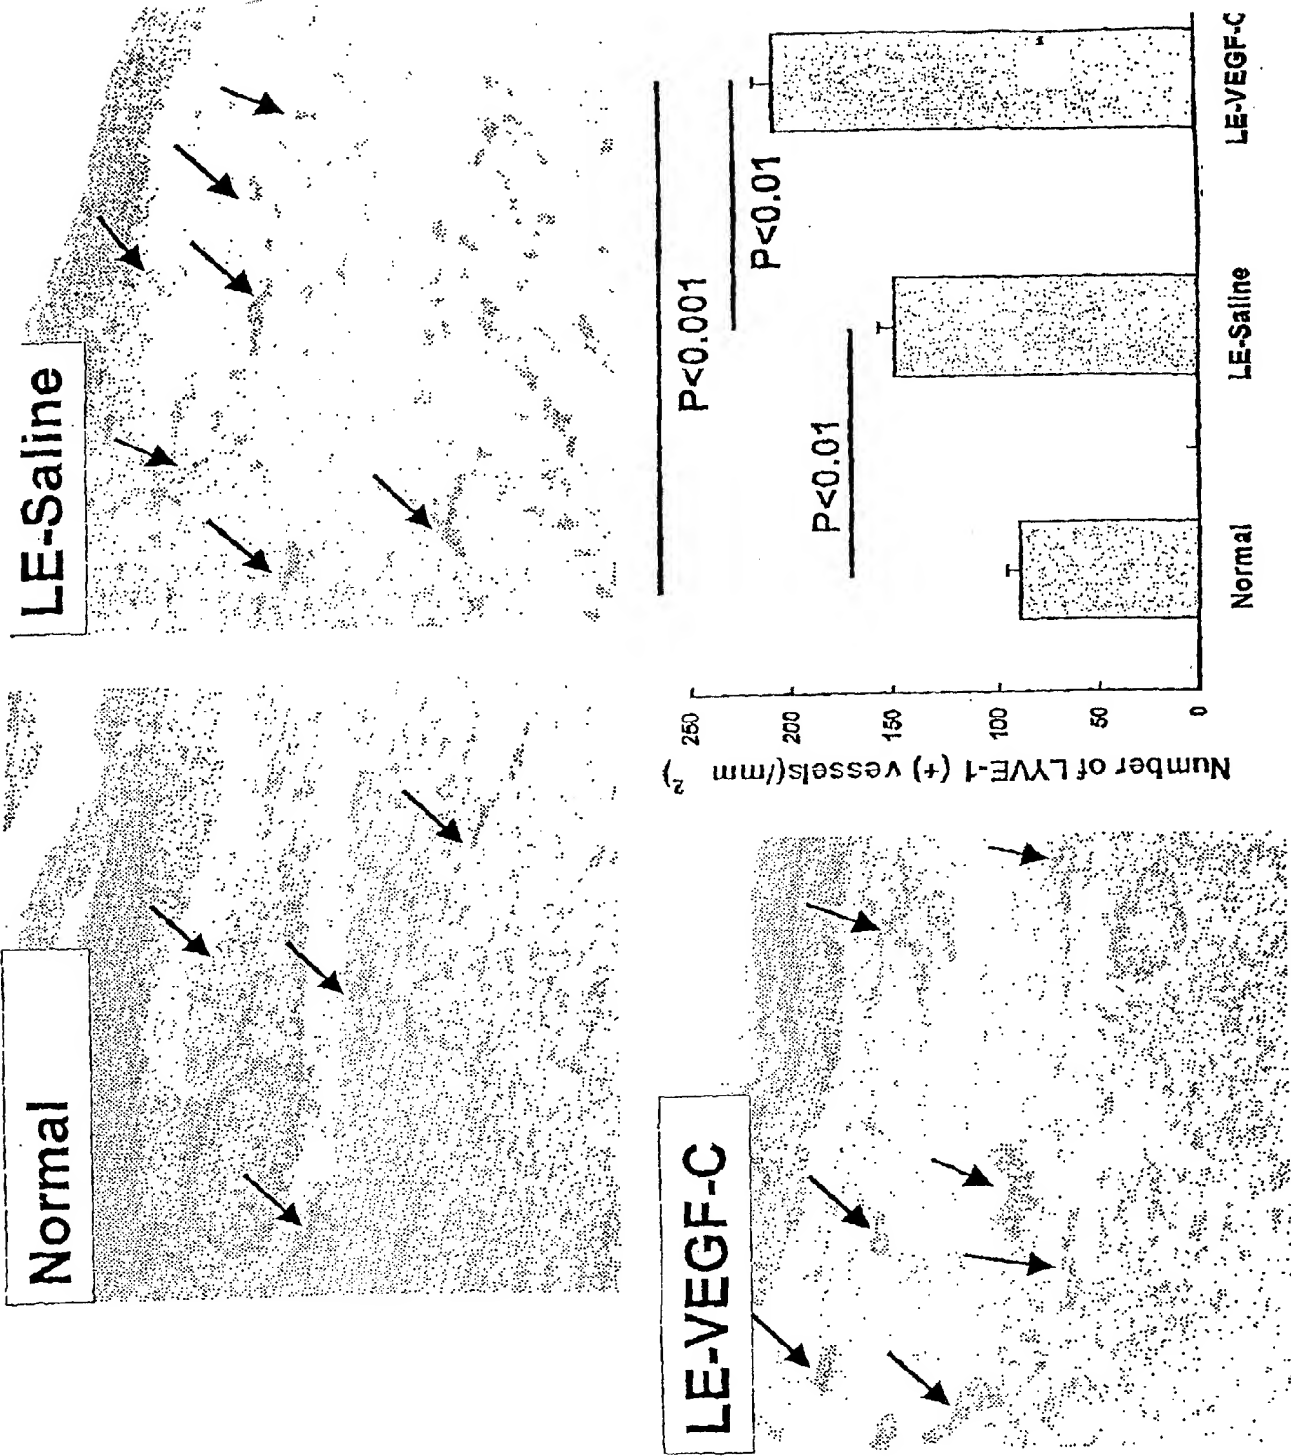 Normal
LE-Saline
LE-VEGF-C
Number of LYVE-1 (+) vessels(/mm²)
250
200
150
100
50
0
P<0.001
P<0.01
P<0.01
Normal
LE-Saline
LE-VEGF-C